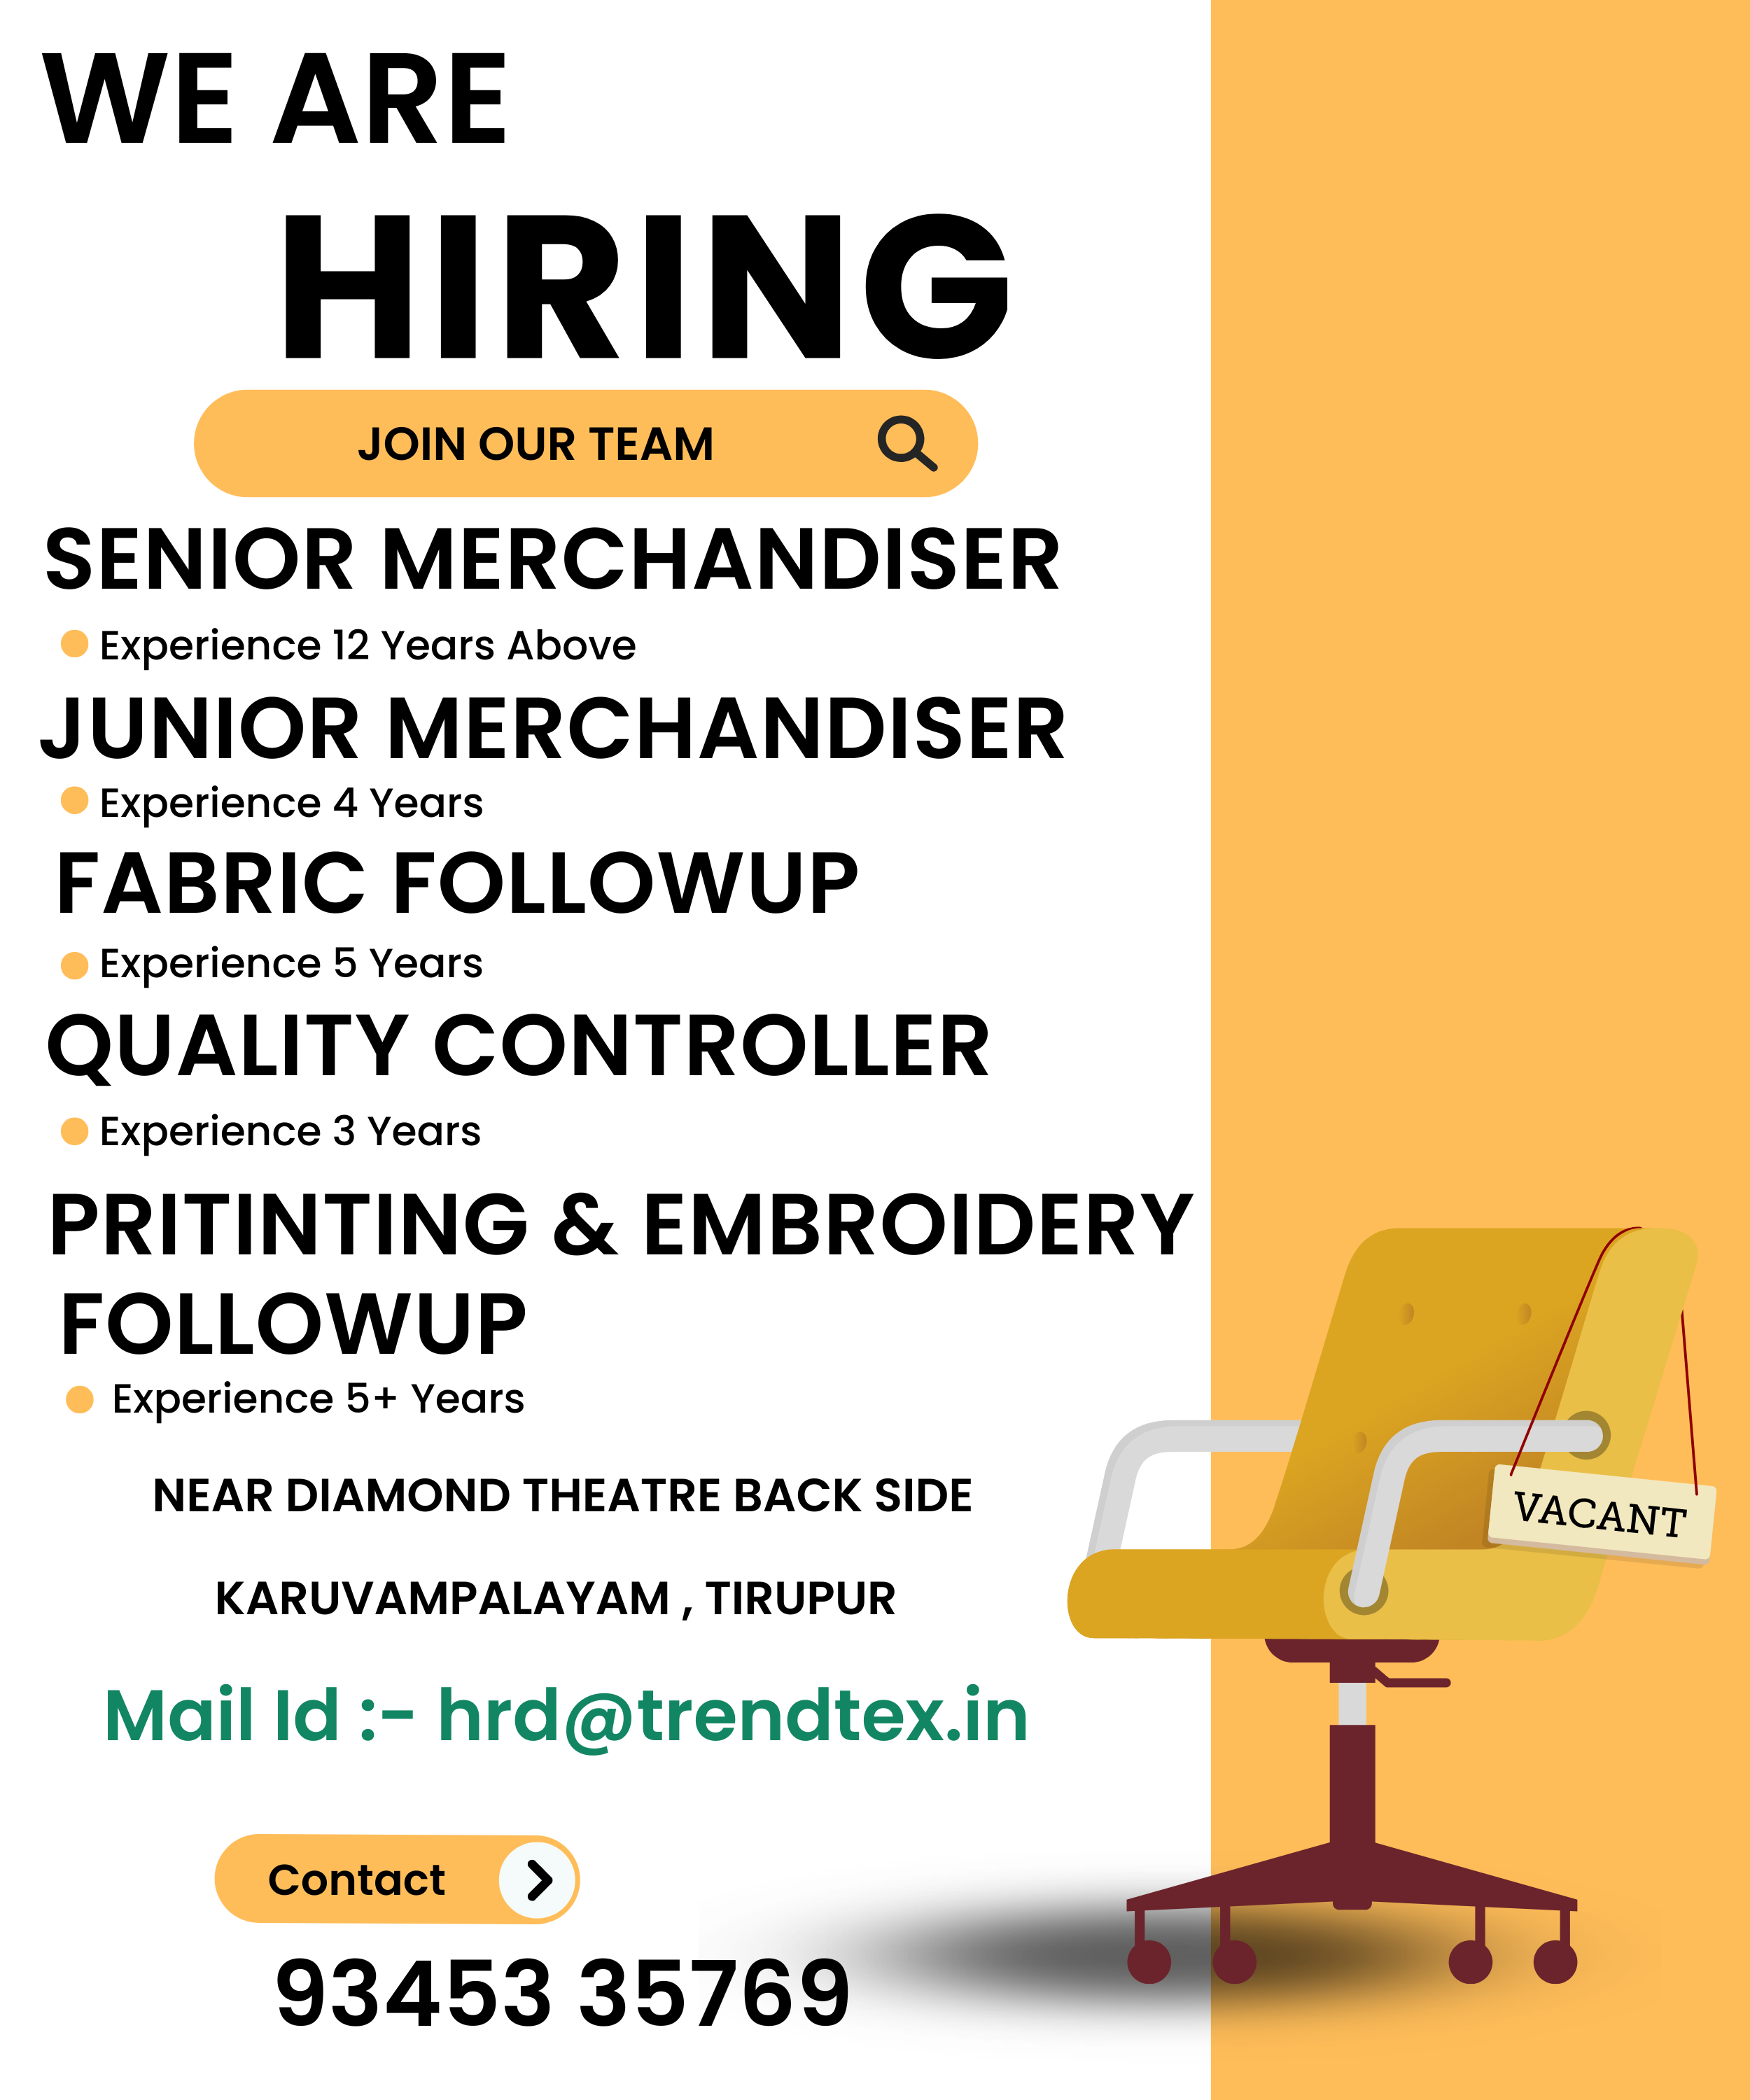 WE ARE
HIRING
JOIN OUR TEAM
SENIOR MERCHANDISER
Experience 12 Years Above
JUNIOR MERCHANDISER
Experience 4 Years
FABRIC FOLLOWUP
Experience 5 Years
QUALITY CONTROLLER
Experience 3 Years
PRITINTING & EMBROIDERY
FOLLOWUP
Experience 5+ Years
NEAR DIAMOND THEATRE BACK SIDE
VACANT
KARUVAMPALAYAM , TIRUPUR
Mail Id :- hrd@trendtex.in
Contact
93453 35769